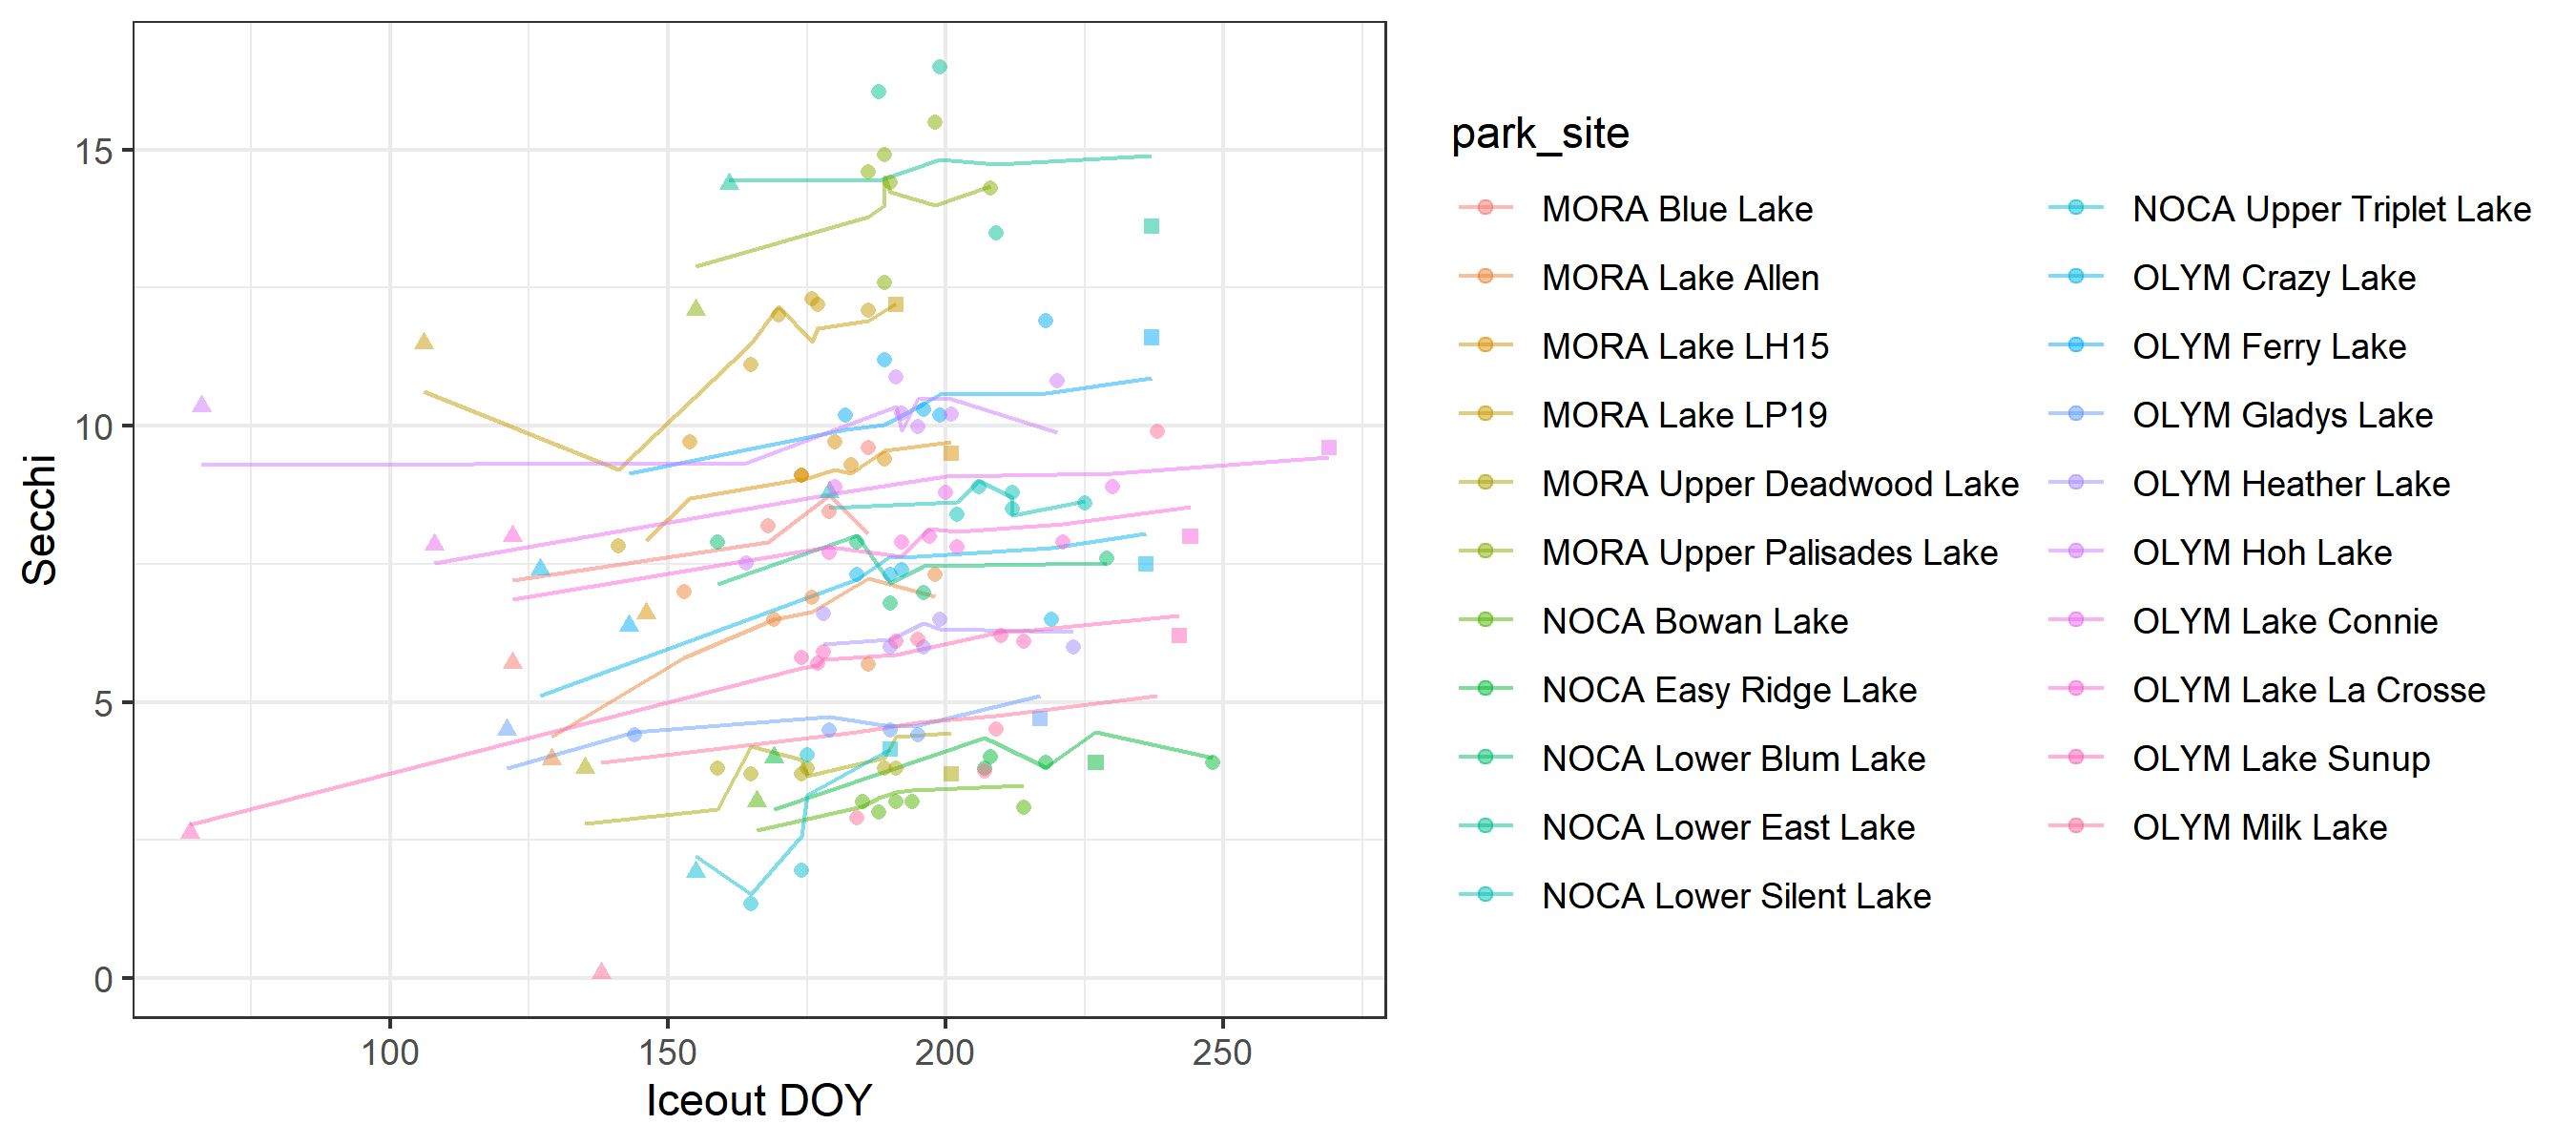 15
10
5
0
Secchi
100
150
200
250
Iceout DOY
park_site
MORA Blue Lake
MORA Lake Allen
MORA Lake LH15
MORA Lake LP19
MORA Upper Deadwood Lake
MORA Upper Palisades Lake
NOCA Bowan Lake
NOCA Easy Ridge Lake
NOCA Lower Blum Lake
NOCA Lower East Lake
NOCA Lower Silent Lake
NOCA Upper Triplet Lake
OLYM Crazy Lake
OLYM Ferry Lake
OLYM Gladys Lake
OLYM Heather Lake
OLYM Hoh Lake
OLYM Lake Connie
OLYM Lake La Crosse
OLYM Lake Sunup
OLYM Milk Lake